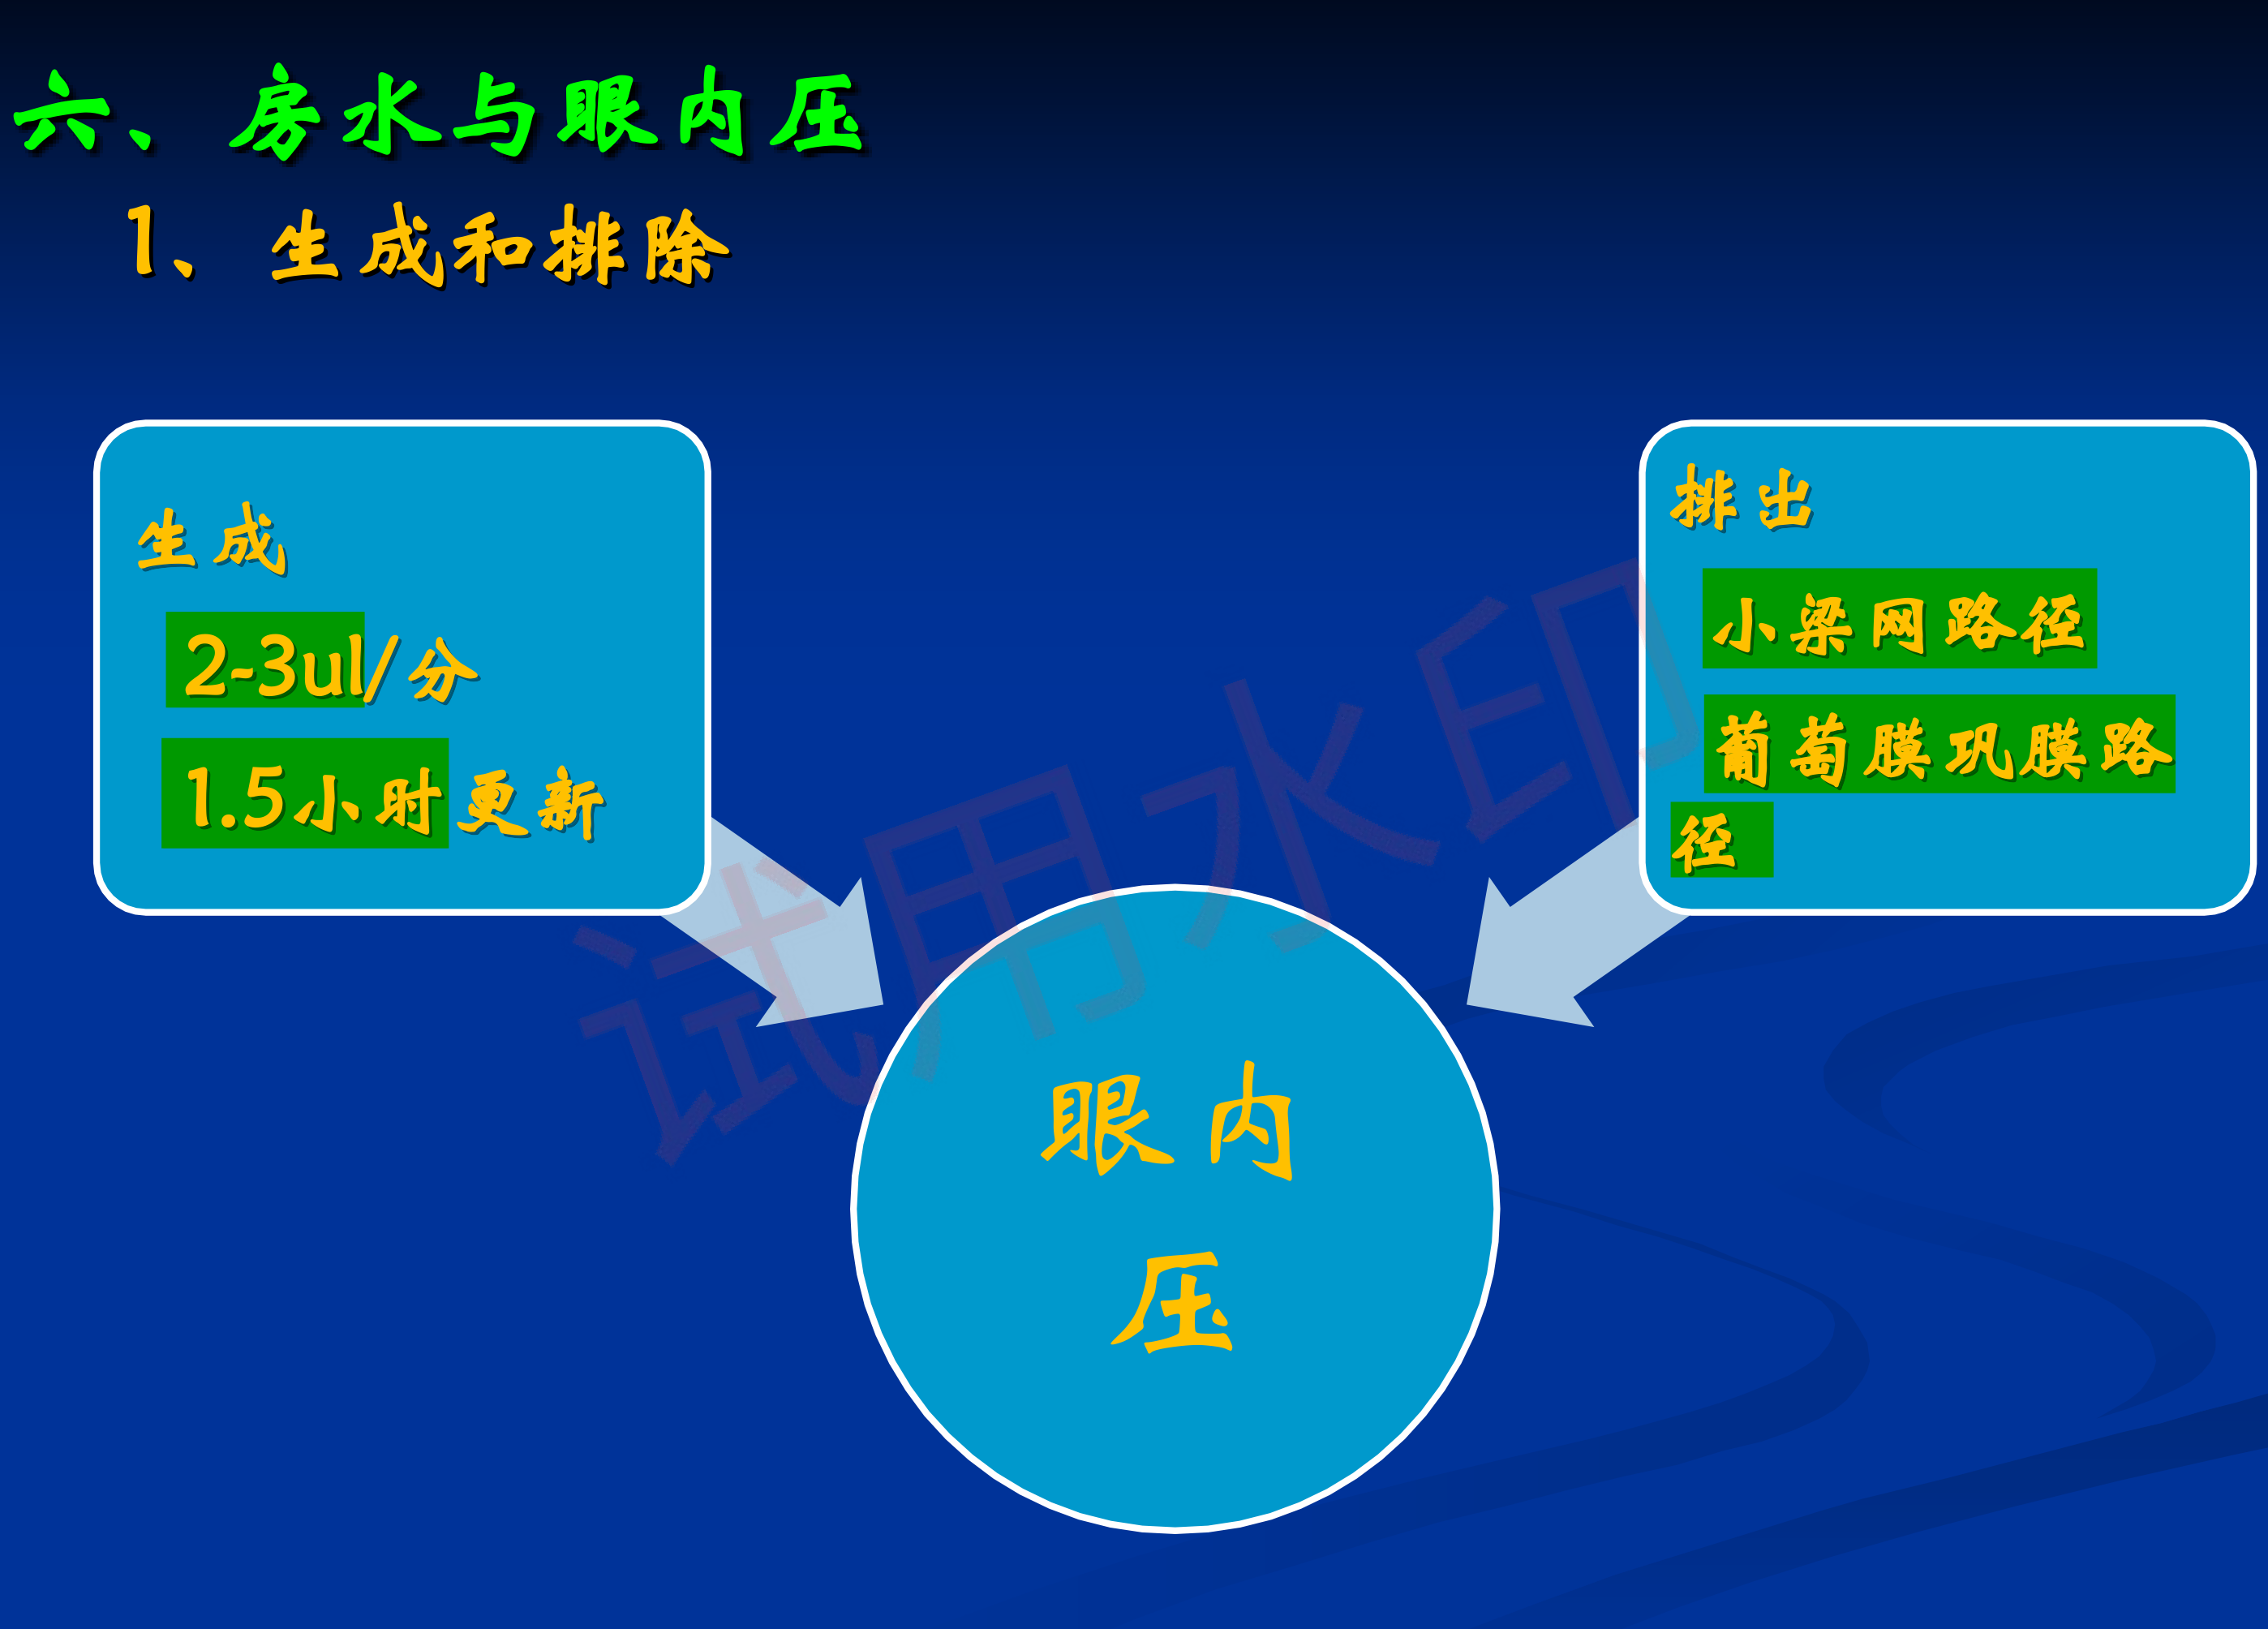 六、房水与眼内压
1、生成和排除
生成
2-3ul/分
1.5小时更新
排出
小梁网路径
葡萄膜巩膜路
径
眼内
压
试用水印